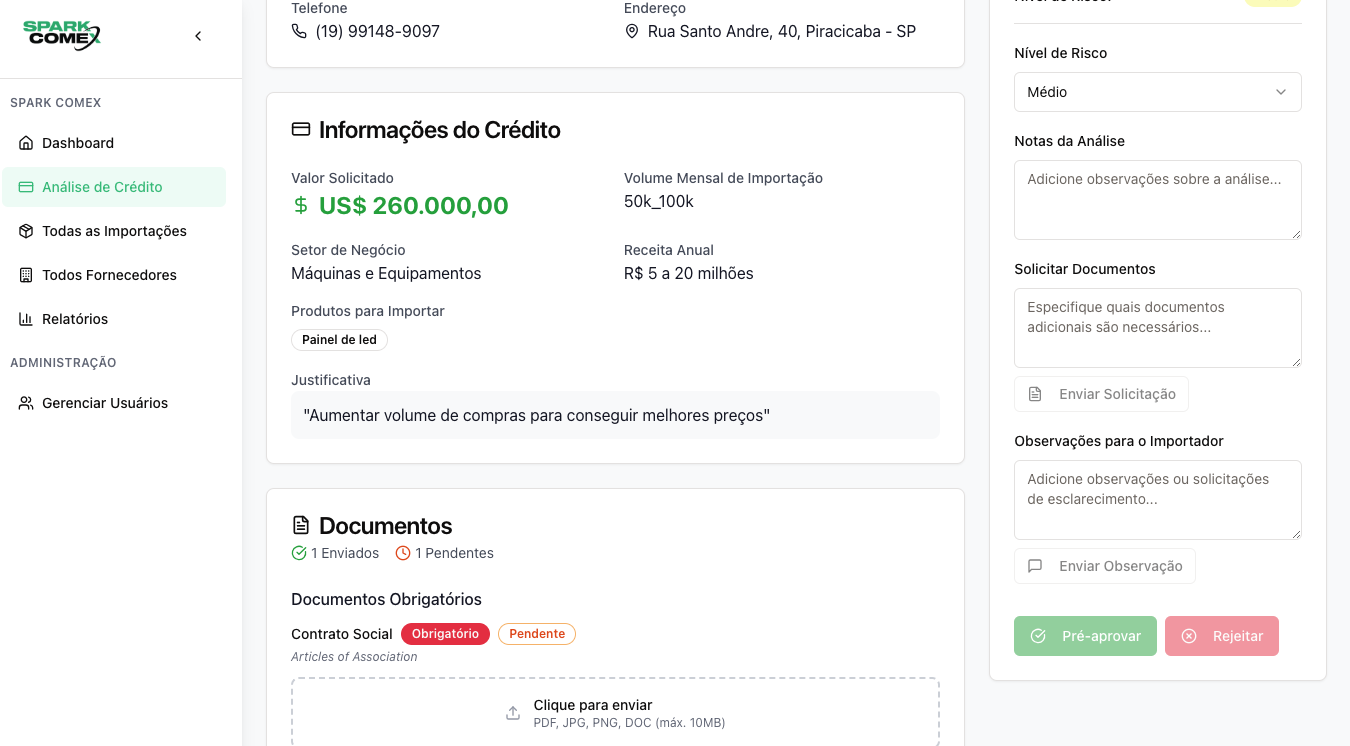 SPARK
COMEX
SPARK COMEX
Dashboard
Análise de Crédito
Todas as Importações
Todos Fornecedores
Relatórios
ADMINISTRAÇÃO
Gerenciar Usuários
Telefone
(19) 99148-9097
Endereço
Rua Santo Andre, 40, Piracicaba - SP
Informações do Crédito
Valor Solicitado
US$ 260.000,00
Volume Mensal de Importação
50k_100k
Setor de Negócio
Máquinas e Equipamentos
Receita Anual
R$ 5 a 20 milhões
Produtos para Importar
Painel de led
Justificativa
"Aumentar volume de compras para conseguir melhores preços"
Documentos
1 Enviados 1 Pendentes
Documentos Obrigatórios
Contrato Social Obrigatório Pendente
Articles of Association
Clique para enviar
PDF, JPG, PNG, DOC (máx. 10MB)
Nível de Risco
Médio
Notas da Análise
Adicione observações sobre a análise...
Solicitar Documentos
Especifique quais documentos
adicionais são necessários...
Enviar Solicitação
Observações para o Importador
Adicione observações ou solicitações
de esclarecimento...
Enviar Observação
Pré-aprovar Rejeitar